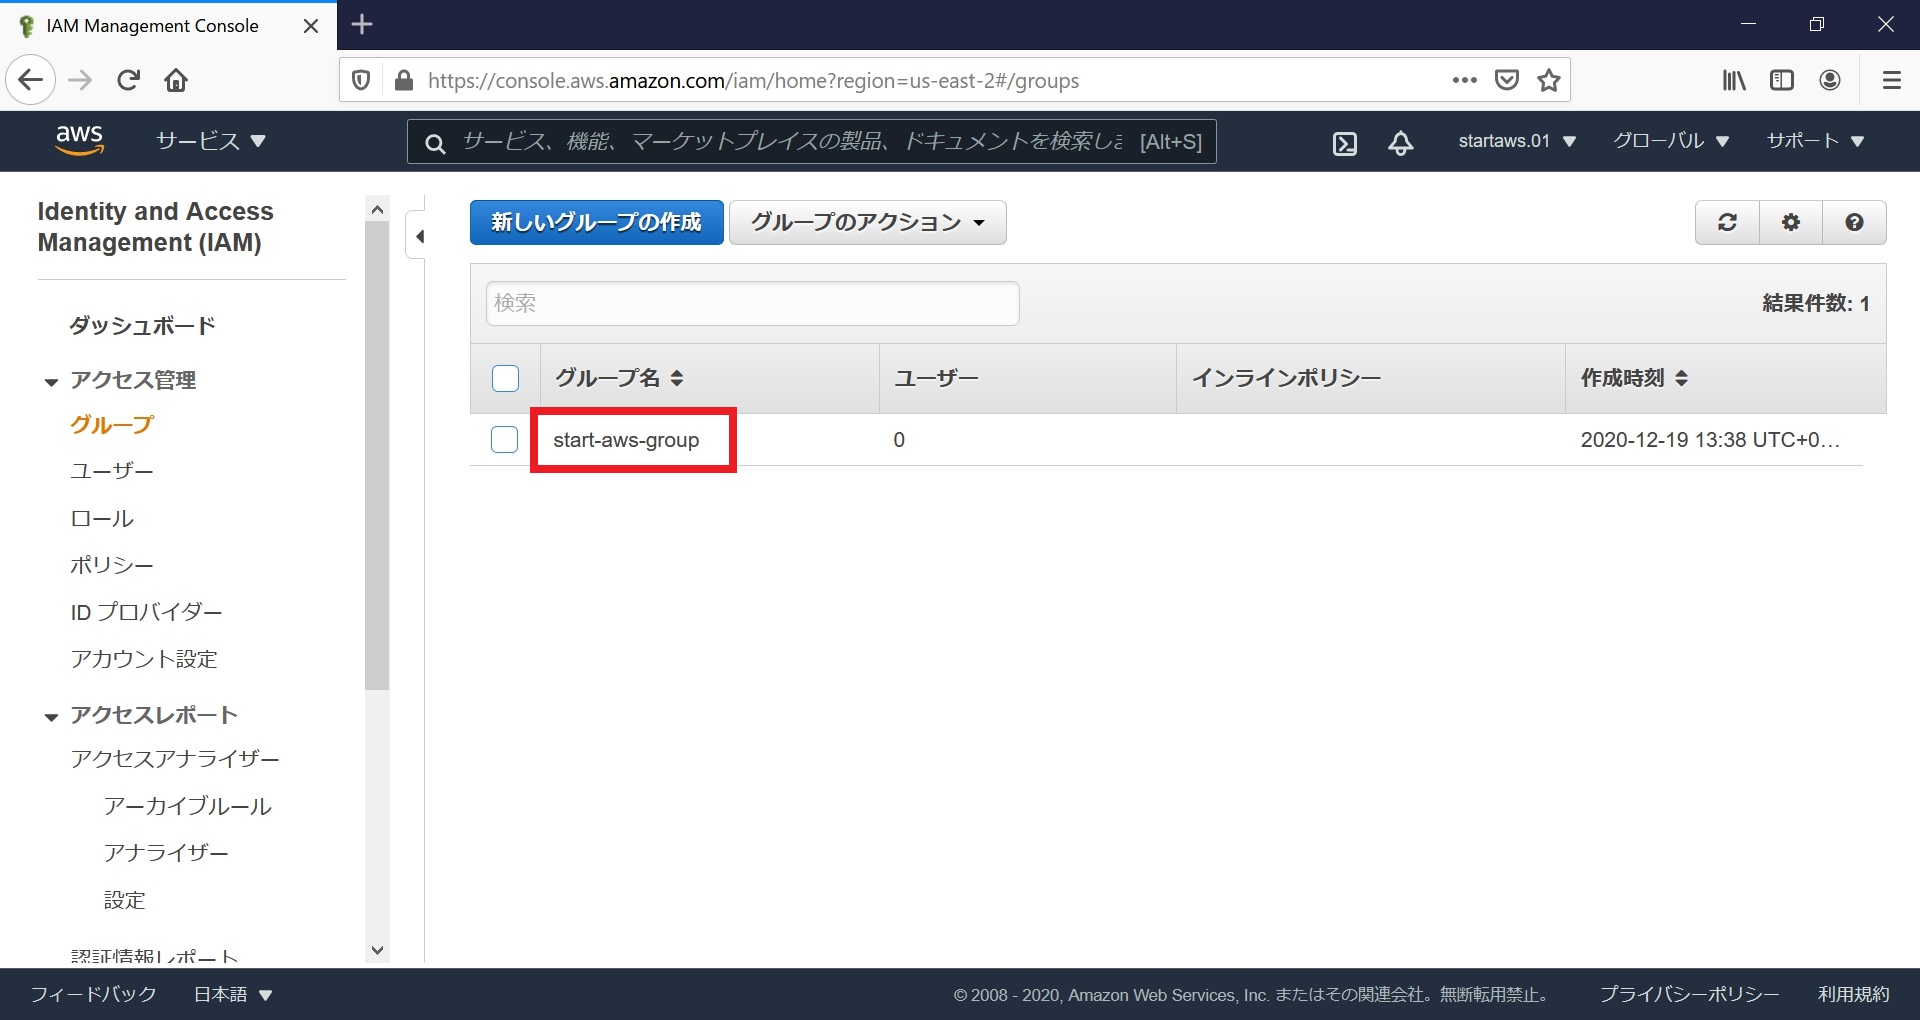 IAM Management Console
https://console.aws.amazon.com/iam/home?region=us-east-2#/groups
aws
サービス
サービス、機能、マーケットプレイスの製品、ドキュメントを検索しま [Alt+S]
startaws.01
グローバル
サポート
Identity and Access
Management (IAM)
ダッシュボード
アクセス管理
グループ
ユーザー
ロール
ポリシー
ID プロバイダー
アカウント設定
アクセスレポート
アクセスアナライザー
アーカイブルール
アナライザー
設定
認証情報レポート
新しいグループの作成
グループのアクション
検索
結果件数: 1
グループ名 ユーザー インラインポリシー 作成時刻
start-aws-group 0 2020-12-19 13:38 UTC+0…
フィードバック
日本語
© 2008 - 2020, Amazon Web Services, Inc. またはその関連会社。無断転用禁止。
プライバシーポリシー
利用規約